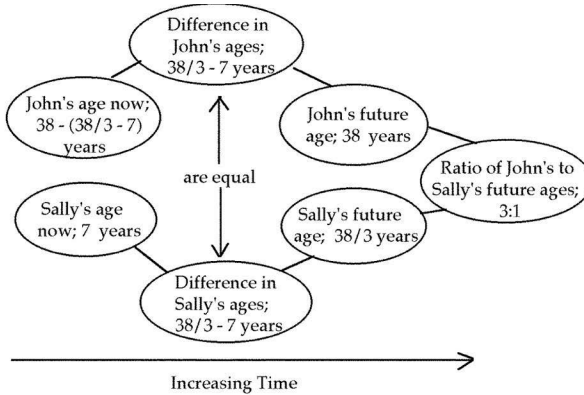 Difference in
John's ages;
38/3 - 7 years
John's age now;
38 - (38/3 - 7)
years
John's future
age; 38 years
Ratio of John's to
Sally's future ages;
3:1
are equal
Sally's age
now; 7 years
Sally's future
age; 38/3 years
Difference in
Sally's ages;
38/3 - 7 years
Increasing Time